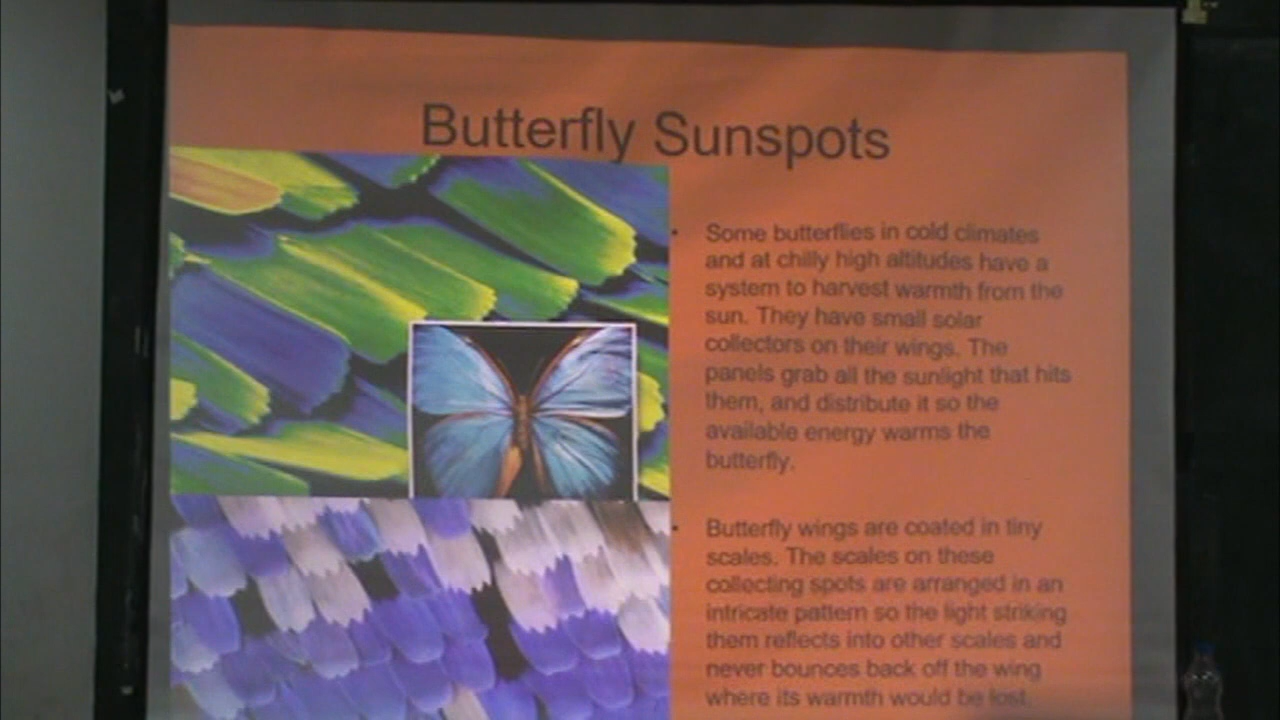 Butterfly Sunspots
• Some butterflies in cold climates
and at chilly high altitudes have a
system to harvest warmth from the
sun. They have small solar
collectors on their wings. The
panels grab all the sunlight that hits
them, and distribute it so the
available energy warms the
butterfly.
• Butterfly wings are coated in tiny
scales. The scales on these
collecting spots are arranged in an
intricate pattern so the light striking
them reflects into other scales and
never bounces back off the wing
where its warmth would be lost.